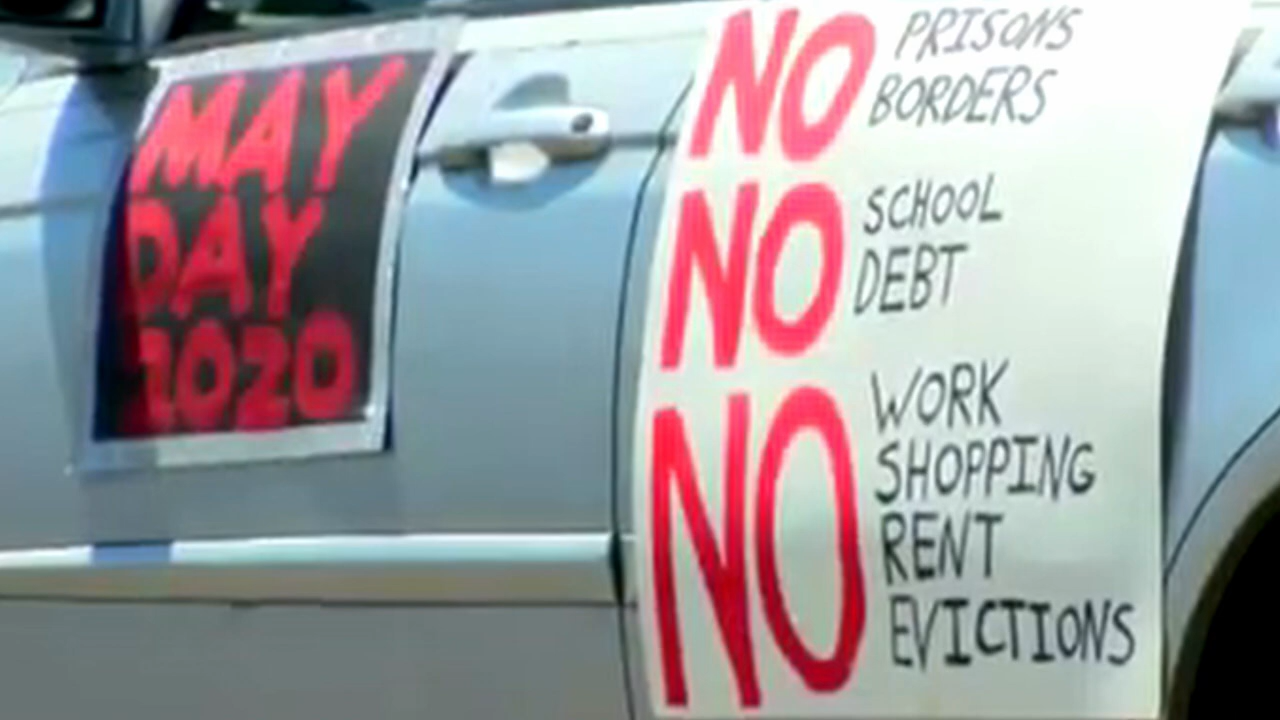 MAY
DAY
2020
NO PRISONS
BORDERS
NO SCHOOL
DEBT
NO WORK
SHOPPING
RENT
EVICTIONS